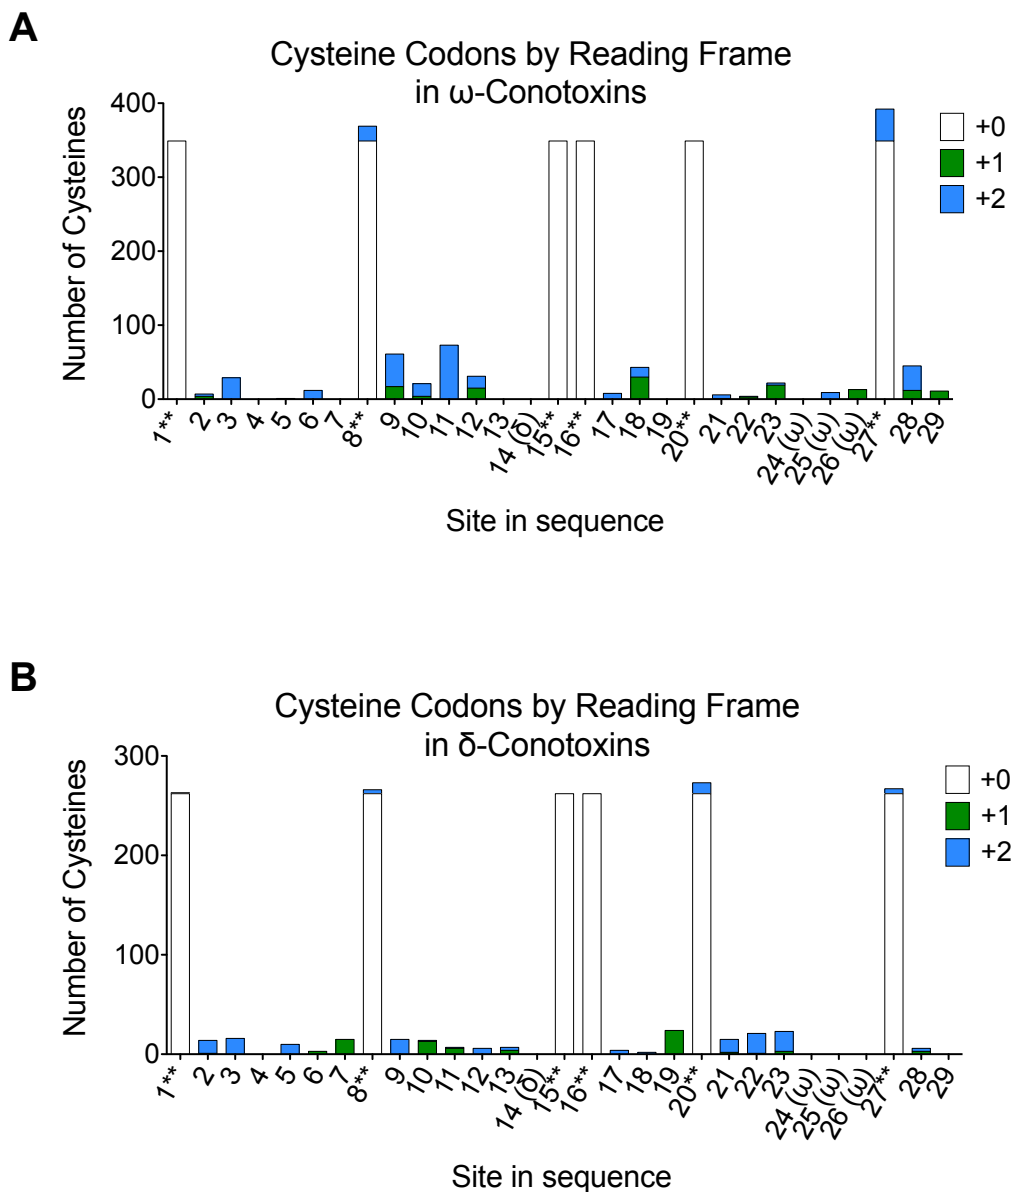 A
Cysteine Codons by Reading Frame
in ω-Conotoxins
Number of Cysteines
400
300
200
100
0
+0
+1
+2
1** 2 3 4 5 6 7 8** 9 10 11 12 13 14 (δ) 15** 16** 17 18 19 20** 21 22 23 24 (ω) 25 (ω) 26 (ω) 27** 28 29
Site in sequence
B
Cysteine Codons by Reading Frame
in δ-Conotoxins
Number of Cysteines
300
200
100
0
+0
+1
+2
1** 2 3 4 5 6 7 8** 9 10 11 12 13 14 (δ) 15** 16** 17 18 19 20** 21 22 23 24 (ω) 25 (ω) 26 (ω) 27** 28 29
Site in sequence